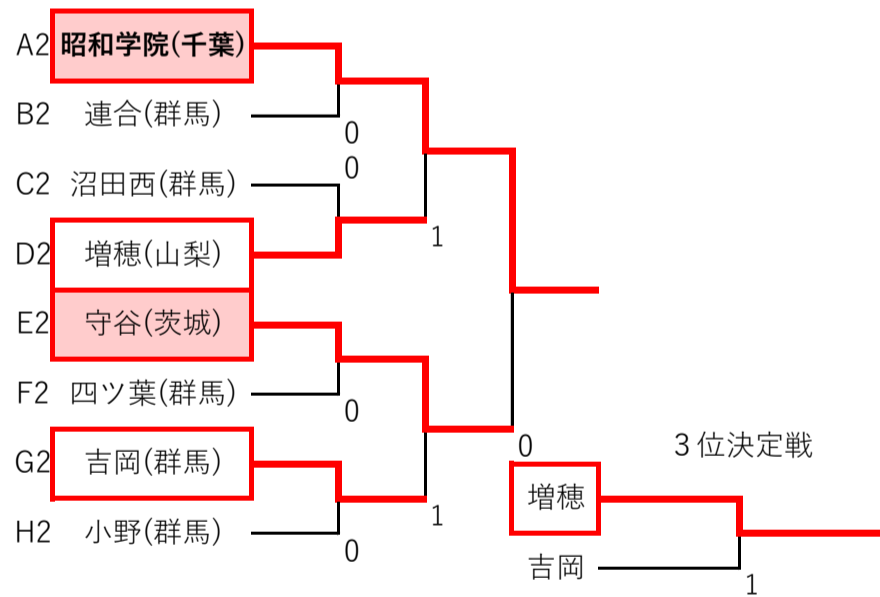 A2 昭和学院(千葉)
B2 連合(群馬)
0
0
C2 沼田西(群馬)
D2 増穂(山梨)
1
E2 守谷(茨城)
F2 四ツ葉(群馬)
0
G2 吉岡(群馬)
0
３位決定戦
増穂
H2 小野(群馬)
0
1
吉岡
1